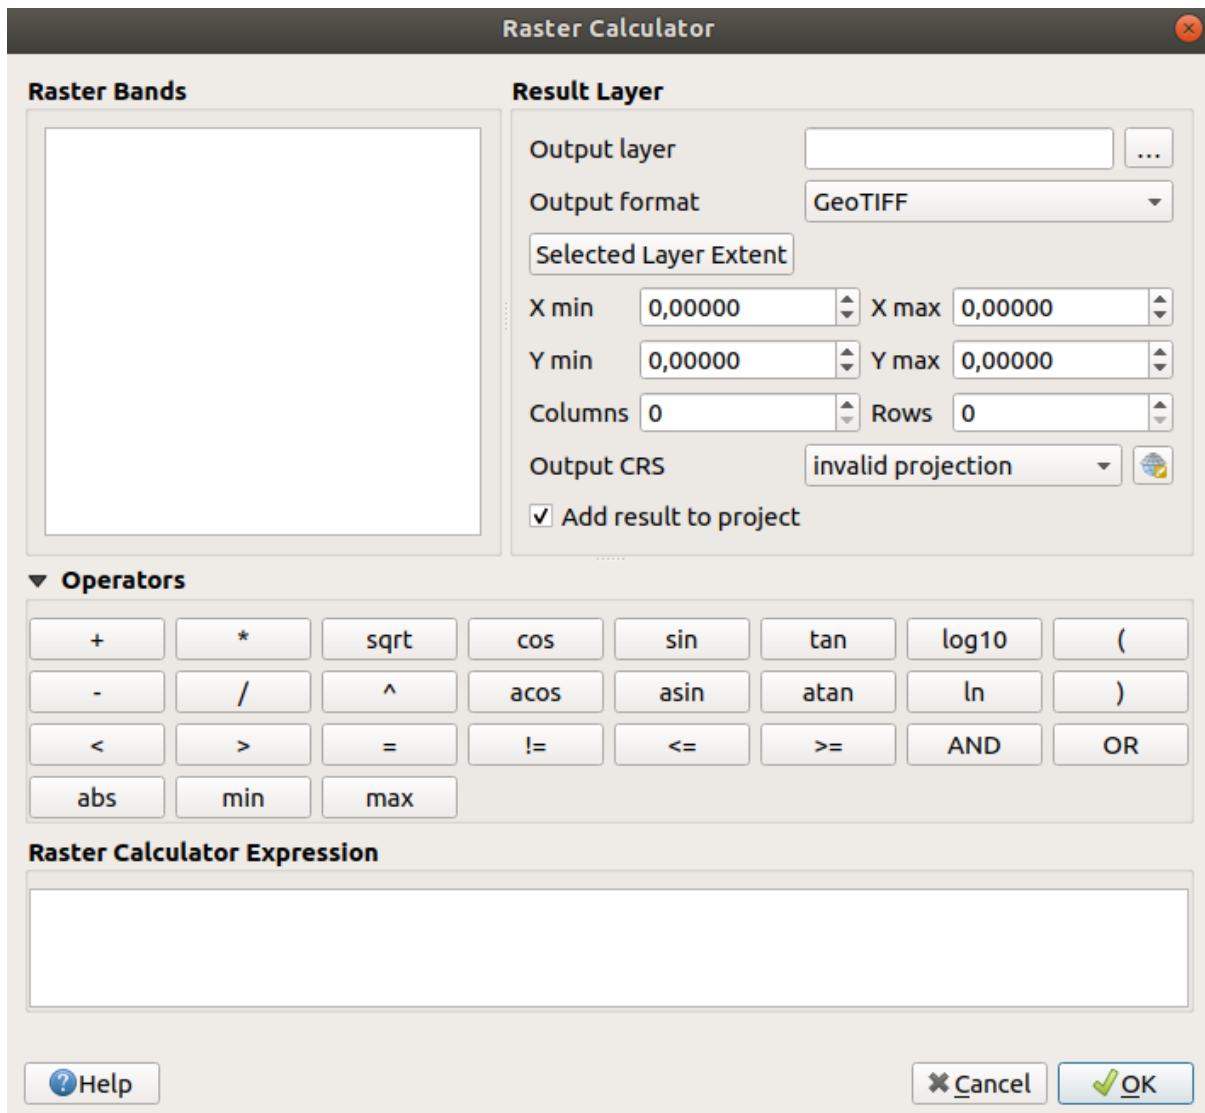 Raster Calculator
Raster Bands
Result Layer
Output layer
...
Output format GeoTIFF
Selected Layer Extent
X min 0,00000 X max 0,00000
Y min 0,00000 Y max 0,00000
Columns 0 Rows 0
Output CRS invalid projection
Add result to project
Operators
+ * sqrt cos sin tan log10 (
- / ^ acos asin atan ln )
< > = != <= >= AND OR
abs min max
Raster Calculator Expression
Help Cancel OK